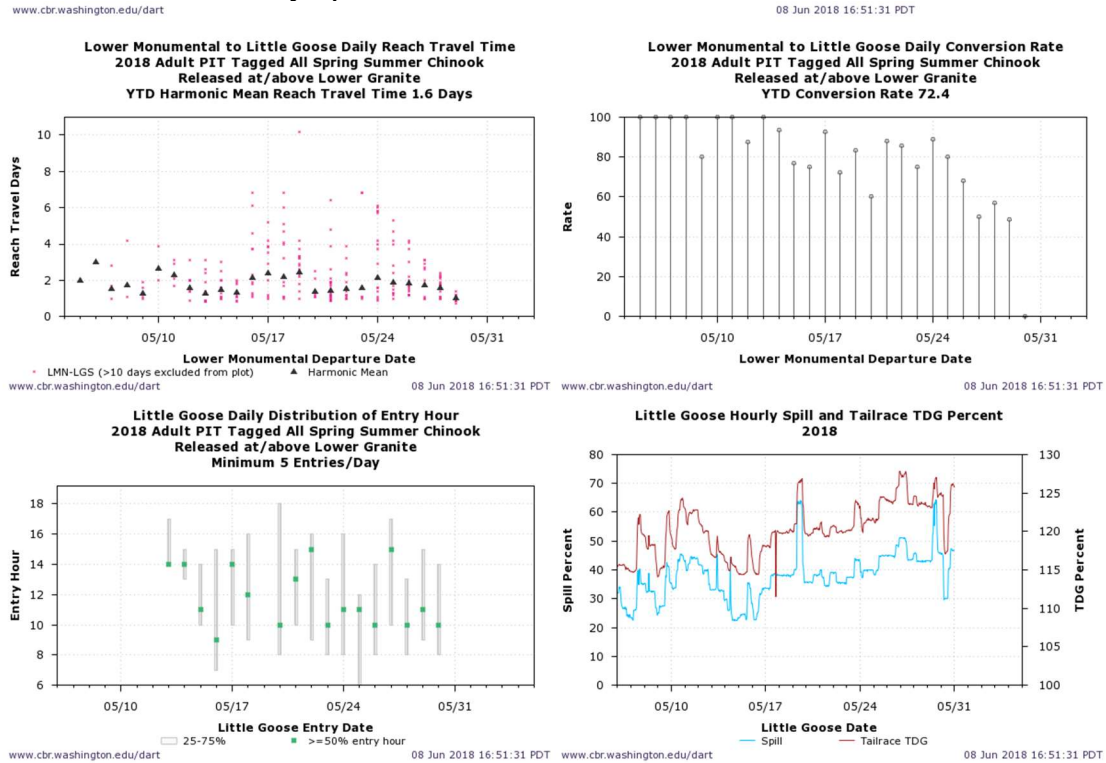 www.cbr.washington.edu/dart
08 Jun 2018 16:51:31 PDT
Lower Monumental to Little Goose Daily Reach Travel Time
2018 Adult PIT Tagged All Spring Summer Chinook
Released at/above Lower Granite
YTD Harmonic Mean Reach Travel Time 1.6 Days
10
8
6
4
2
0
Reach Travel Days
05/10
05/17
05/24
05/31
Lower Monumental Departure Date
LMN-LGS (>10 days excluded from plot)
Harmonic Mean
www.cbr.washington.edu/dart
08 Jun 2018 16:51:31 PDT
Lower Monumental to Little Goose Daily Conversion Rate
2018 Adult PIT Tagged All Spring Summer Chinook
Released at/above Lower Granite
YTD Conversion Rate 72.4
100
80
60
40
20
0
Rate
05/10
05/17
05/24
05/31
Lower Monumental Departure Date
www.cbr.washington.edu/dart
08 Jun 2018 16:51:31 PDT
Little Goose Daily Distribution of Entry Hour
2018 Adult PIT Tagged All Spring Summer Chinook
Released at/above Lower Granite
Minimum 5 Entries/Day
18
16
14
12
10
8
6
Entry Hour
05/10
05/17
05/24
05/31
Little Goose Entry Date
25-75%
>=50% entry hour
www.cbr.washington.edu/dart
08 Jun 2018 16:51:31 PDT
Little Goose Hourly Spill and Tailrace TDG Percent
2018
80
70
60
50
40
30
20
10
0
Spill Percent
130
125
120
115
110
105
100
TDG Percent
05/10
05/17
05/24
05/31
Little Goose Date
Spill
Tailrace TDG
www.cbr.washington.edu/dart
08 Jun 2018 16:51:31 PDT